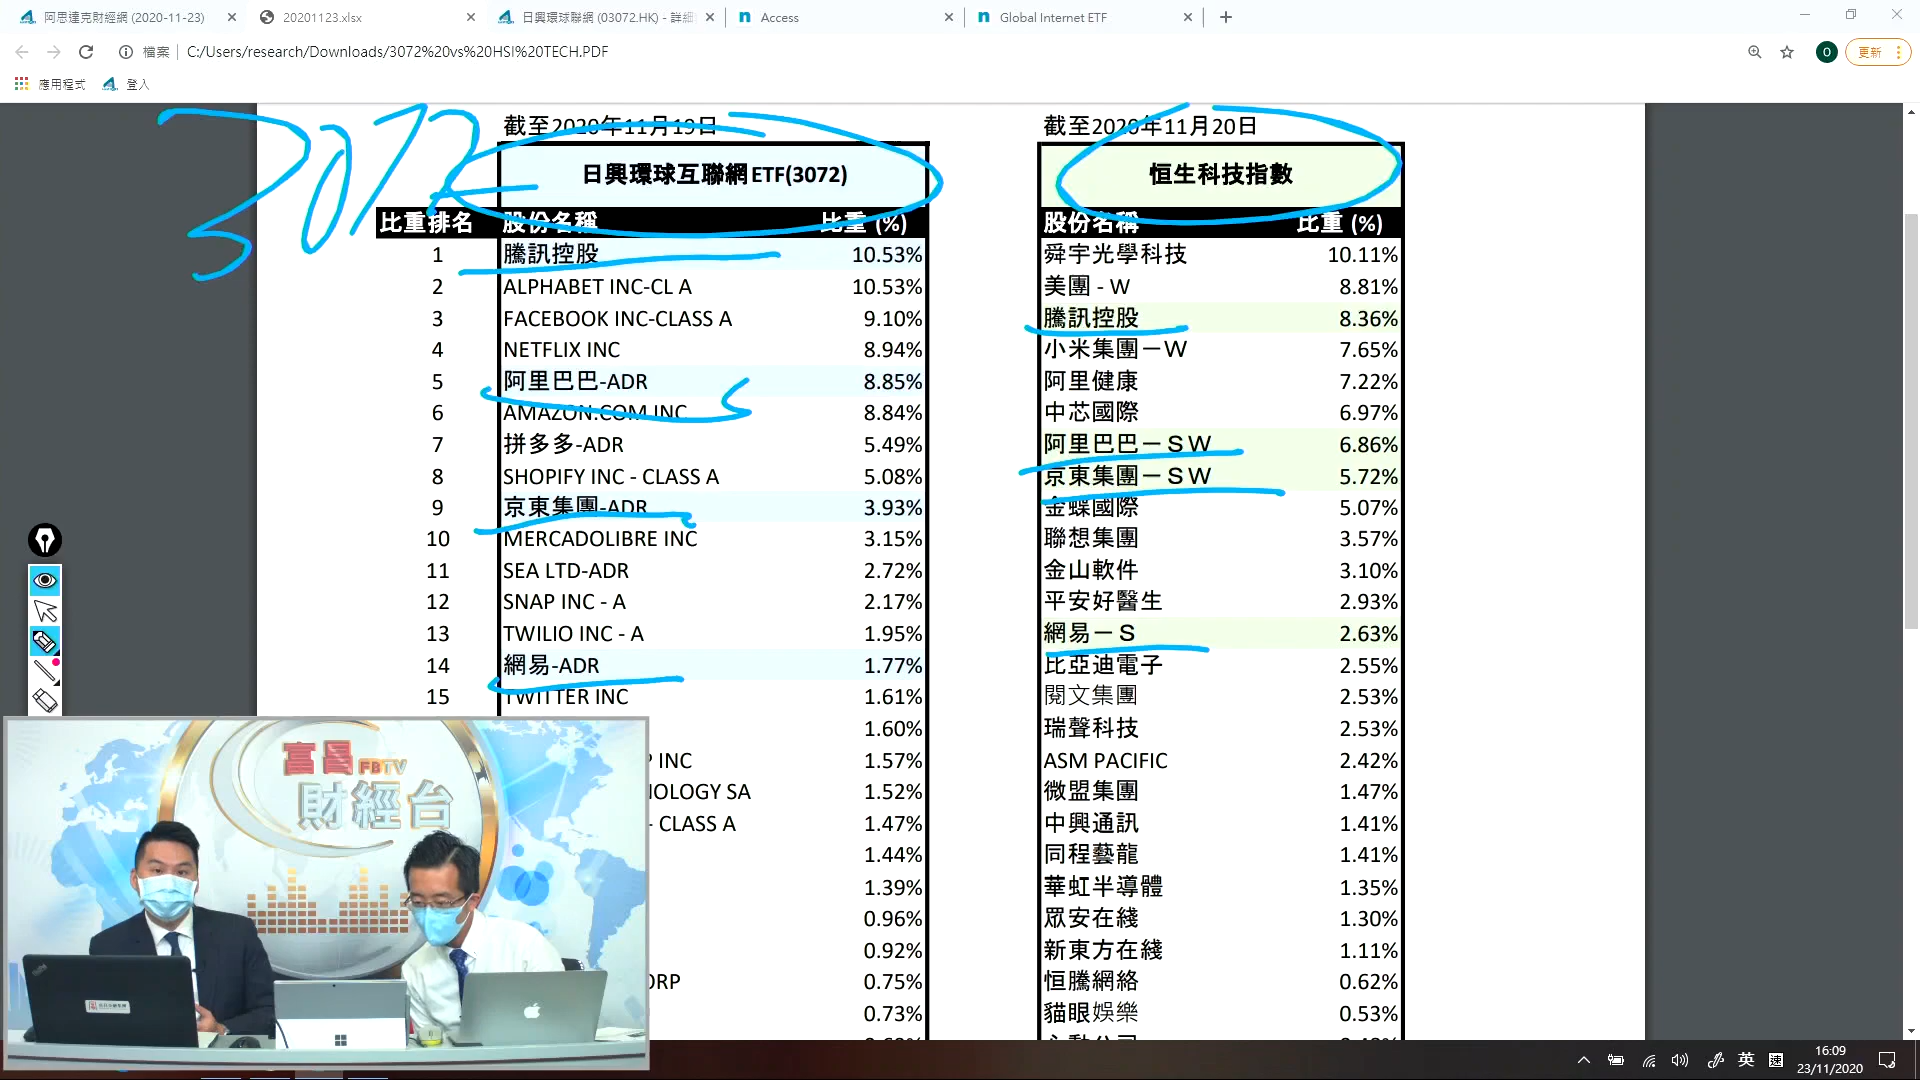 阿思達克財經網 (2020-11-23)
20201123.xlsx
日興環球聯網 (03072.HK) - 詳細
Access
Global Internet ETF
檔案
C:/Users/research/Downloads/3072%20vs%20HSI%20TECH.PDF
更新
應用程式
登入
3072
截至2020年11月19日
日興環球互聯網ETF(3072)
比重排名 股份名稱 比重 (%)
1 騰訊控股 10.53%
2 ALPHABET INC-CL A 10.53%
3 FACEBOOK INC-CLASS A 9.10%
4 NETFLIX INC 8.94%
5 阿里巴巴-ADR 8.85%
6 AMAZON.COM INC 8.84%
7 拼多多-ADR 5.49%
8 SHOPIFY INC - CLASS A 5.08%
9 京東集團-ADR 3.93%
10 MERCADOLIBRE INC 3.15%
11 SEA LTD-ADR 2.72%
12 SNAP INC - A 2.17%
13 TWILIO INC - A 1.95%
14 網易-ADR 1.77%
15 TWITTER INC 1.61%
1.60%
INC 1.57%
OLOGY SA 1.52%
- CLASS A 1.47%
1.44%
1.39%
0.96%
0.92%
ORP 0.75%
0.73%
截至2020年11月20日
恒生科技指數
股份名稱 比重 (%)
舜宇光學科技 10.11%
美團 - W 8.81%
騰訊控股 8.36%
小米集團－W 7.65%
阿里健康 7.22%
中芯國際 6.97%
阿里巴巴－ＳＷ 6.86%
京東集團－ＳＷ 5.72%
金蝶國際 5.07%
聯想集團 3.57%
金山軟件 3.10%
平安好醫生 2.93%
網易－Ｓ 2.63%
比亞迪電子 2.55%
閱文集團 2.53%
瑞聲科技 2.53%
ASM PACIFIC 2.42%
微盟集團 1.47%
中興通訊 1.41%
同程藝龍 1.41%
華虹半導體 1.35%
眾安在綫 1.30%
新東方在綫 1.11%
恒騰網絡 0.62%
貓眼娛樂 0.53%
富昌 FBTV
財經台
英
16:09
23/11/2020